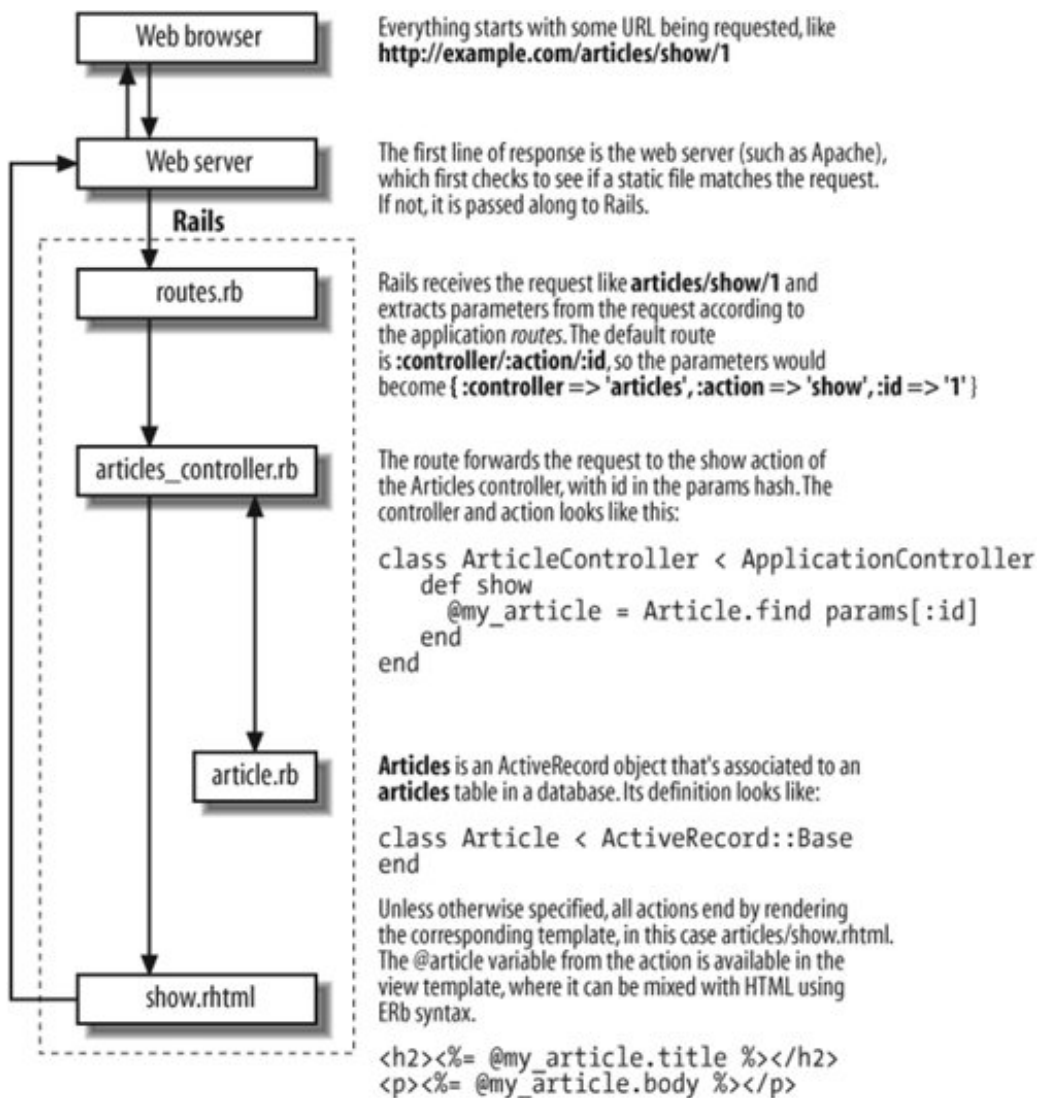 Web browser
Everything starts with some URL being requested, like
http://example.com/articles/show/1
Web server
The first line of response is the web server (such as Apache),
which first checks to see if a static file matches the request.
If not, it is passed along to Rails.
Rails
routes.rb
Rails receives the request like articles/show/1 and
extracts parameters from the request according to
the application routes. The default route
is :controller/:action/:id, so the parameters would
become { :controller => 'articles', :action => 'show', :id => '1' }
articles_controller.rb
The route forwards the request to the show action of
the Articles controller, with id in the params hash. The
controller and action looks like this:
class ArticleController < ApplicationController
def show
@my_article = Article.find params[:id]
end
end
article.rb
Articles is an ActiveRecord object that's associated to an
articles table in a database. Its definition looks like:
class Article < ActiveRecord::Base
end
Unless otherwise specified, all actions end by rendering
the corresponding template, in this case articles/show.rhtml.
The @article variable from the action is available in the
view template, where it can be mixed with HTML using
ERb syntax.
show.rhtml
<h2><%= @my_article.title %></h2>
<p><%= @my_article.body %></p>